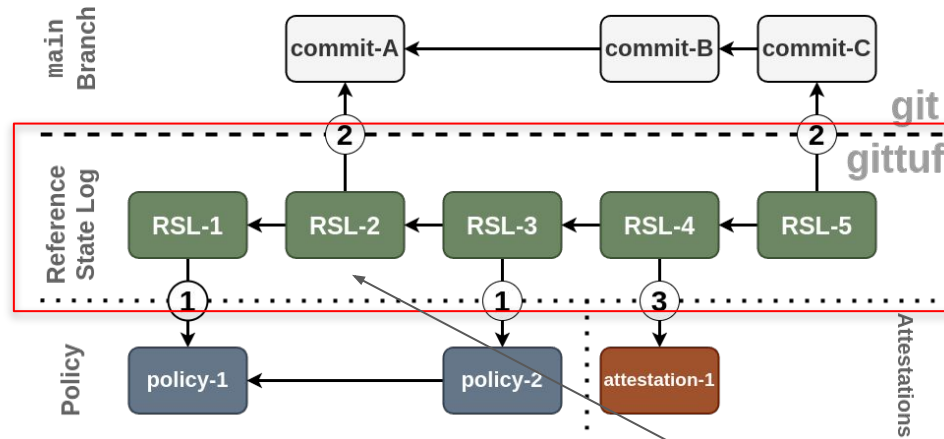 main
Branch
commit-A
commit-B
commit-C
git
2
2
gittuf
Reference
State Log
RSL-1
RSL-2
RSL-3
RSL-4
RSL-5
1
1
3
Policy
policy-1
policy-2
attestation-1
Attestations